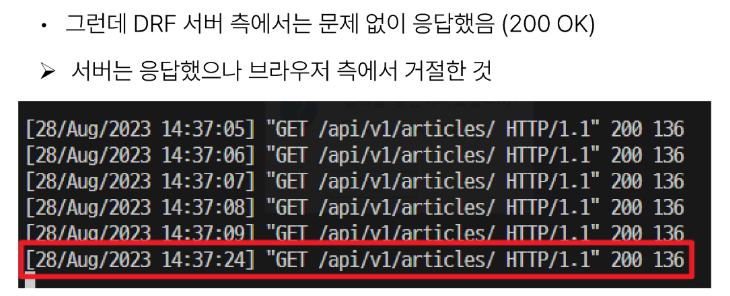 • 그런데 DRF 서버 측에서는 문제 없이 응답했음 (200 OK)
➢ 서버는 응답했으나 브라우저 측에서 거절한 것
[28/Aug/2023 14:37:05] "GET /api/v1/articles/ HTTP/1.1" 200 136
[28/Aug/2023 14:37:06] "GET /api/v1/articles/ HTTP/1.1" 200 136
[28/Aug/2023 14:37:07] "GET /api/v1/articles/ HTTP/1.1" 200 136
[28/Aug/2023 14:37:08] "GET /api/v1/articles/ HTTP/1.1" 200 136
[28/Aug/2023 14:37:09] "GET /api/v1/articles/ HTTP/1.1" 200 136
[28/Aug/2023 14:37:24] "GET /api/v1/articles/ HTTP/1.1" 200 136